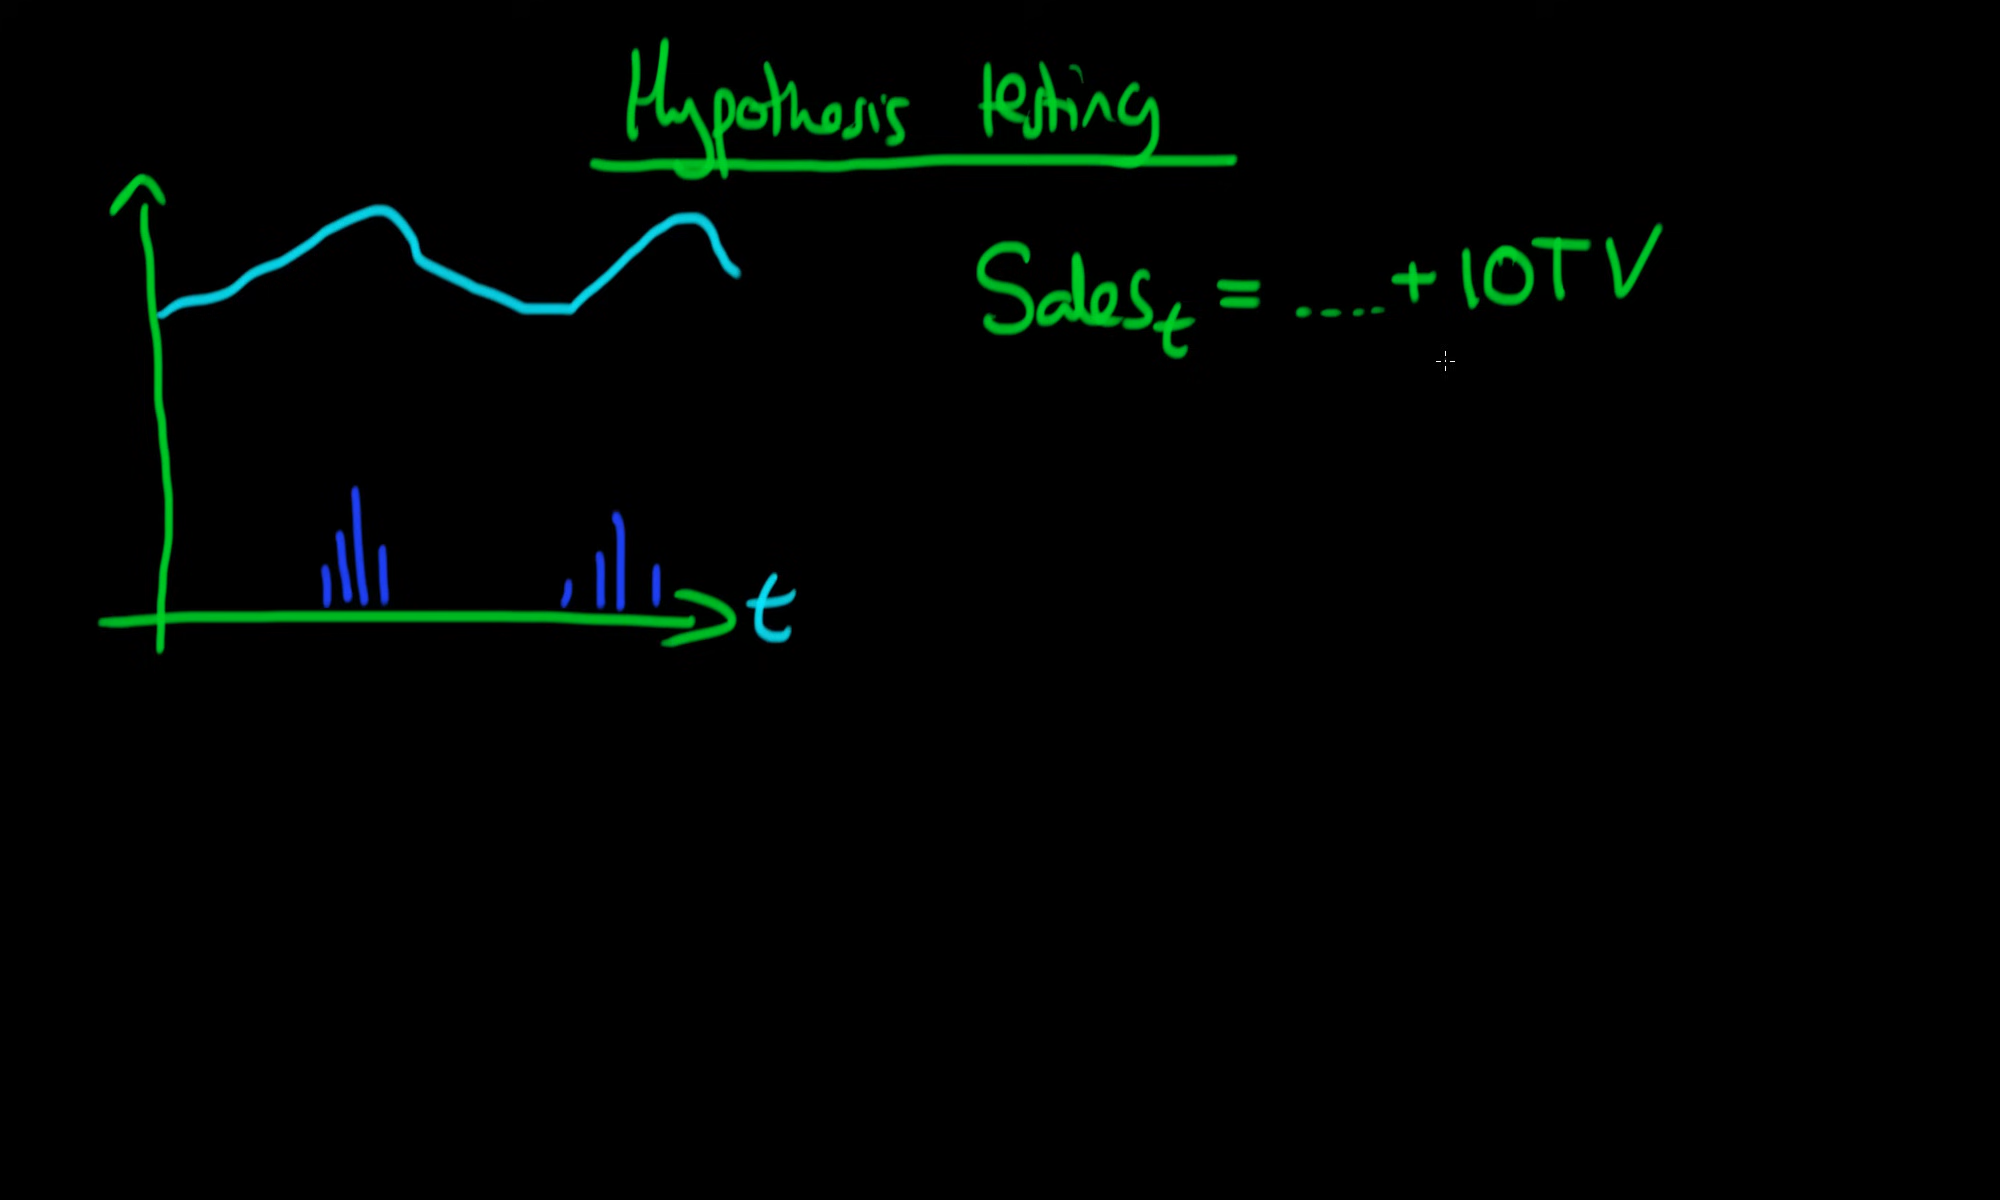 Hypothesis testing
Sales_t = ..... + 10TV
t